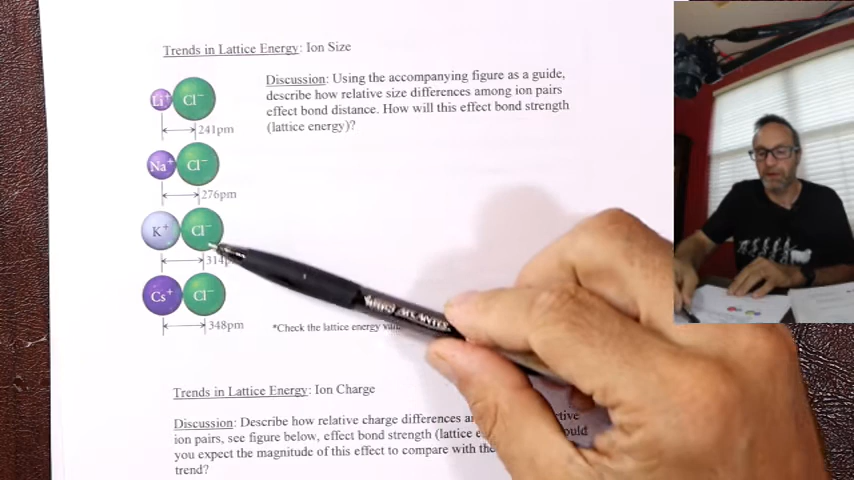 Trends in Lattice Energy: Ion Size
Discussion: Using the accompanying figure as a guide,
describe how relative size differences among ion pairs
effect bond distance. How will this effect bond strength
(lattice energy)?
Li⁺ Cl⁻
241pm
Na⁺ Cl⁻
276pm
K⁺ Cl⁻
314p
Cs⁺ Cl⁻
348pm
*Check the lattice energy
Trends in Lattice Energy: Ion Charge
Discussion: Describe how relative charge differences
ion pairs, see figure below, effect bond strength (lattice
you expect the magnitude of this effect to compare with the
trend?